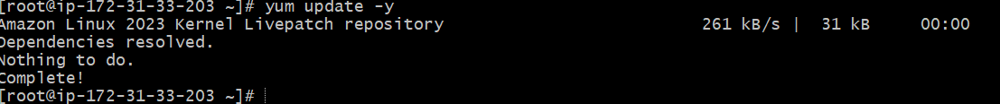 [root@ip-172-31-33-203 ~]# yum update -y
Amazon Linux 2023 Kernel Livepatch repository                             261 kB/s |  31 kB     00:00
Dependencies resolved.
Nothing to do.
Complete!
[root@ip-172-31-33-203 ~]#